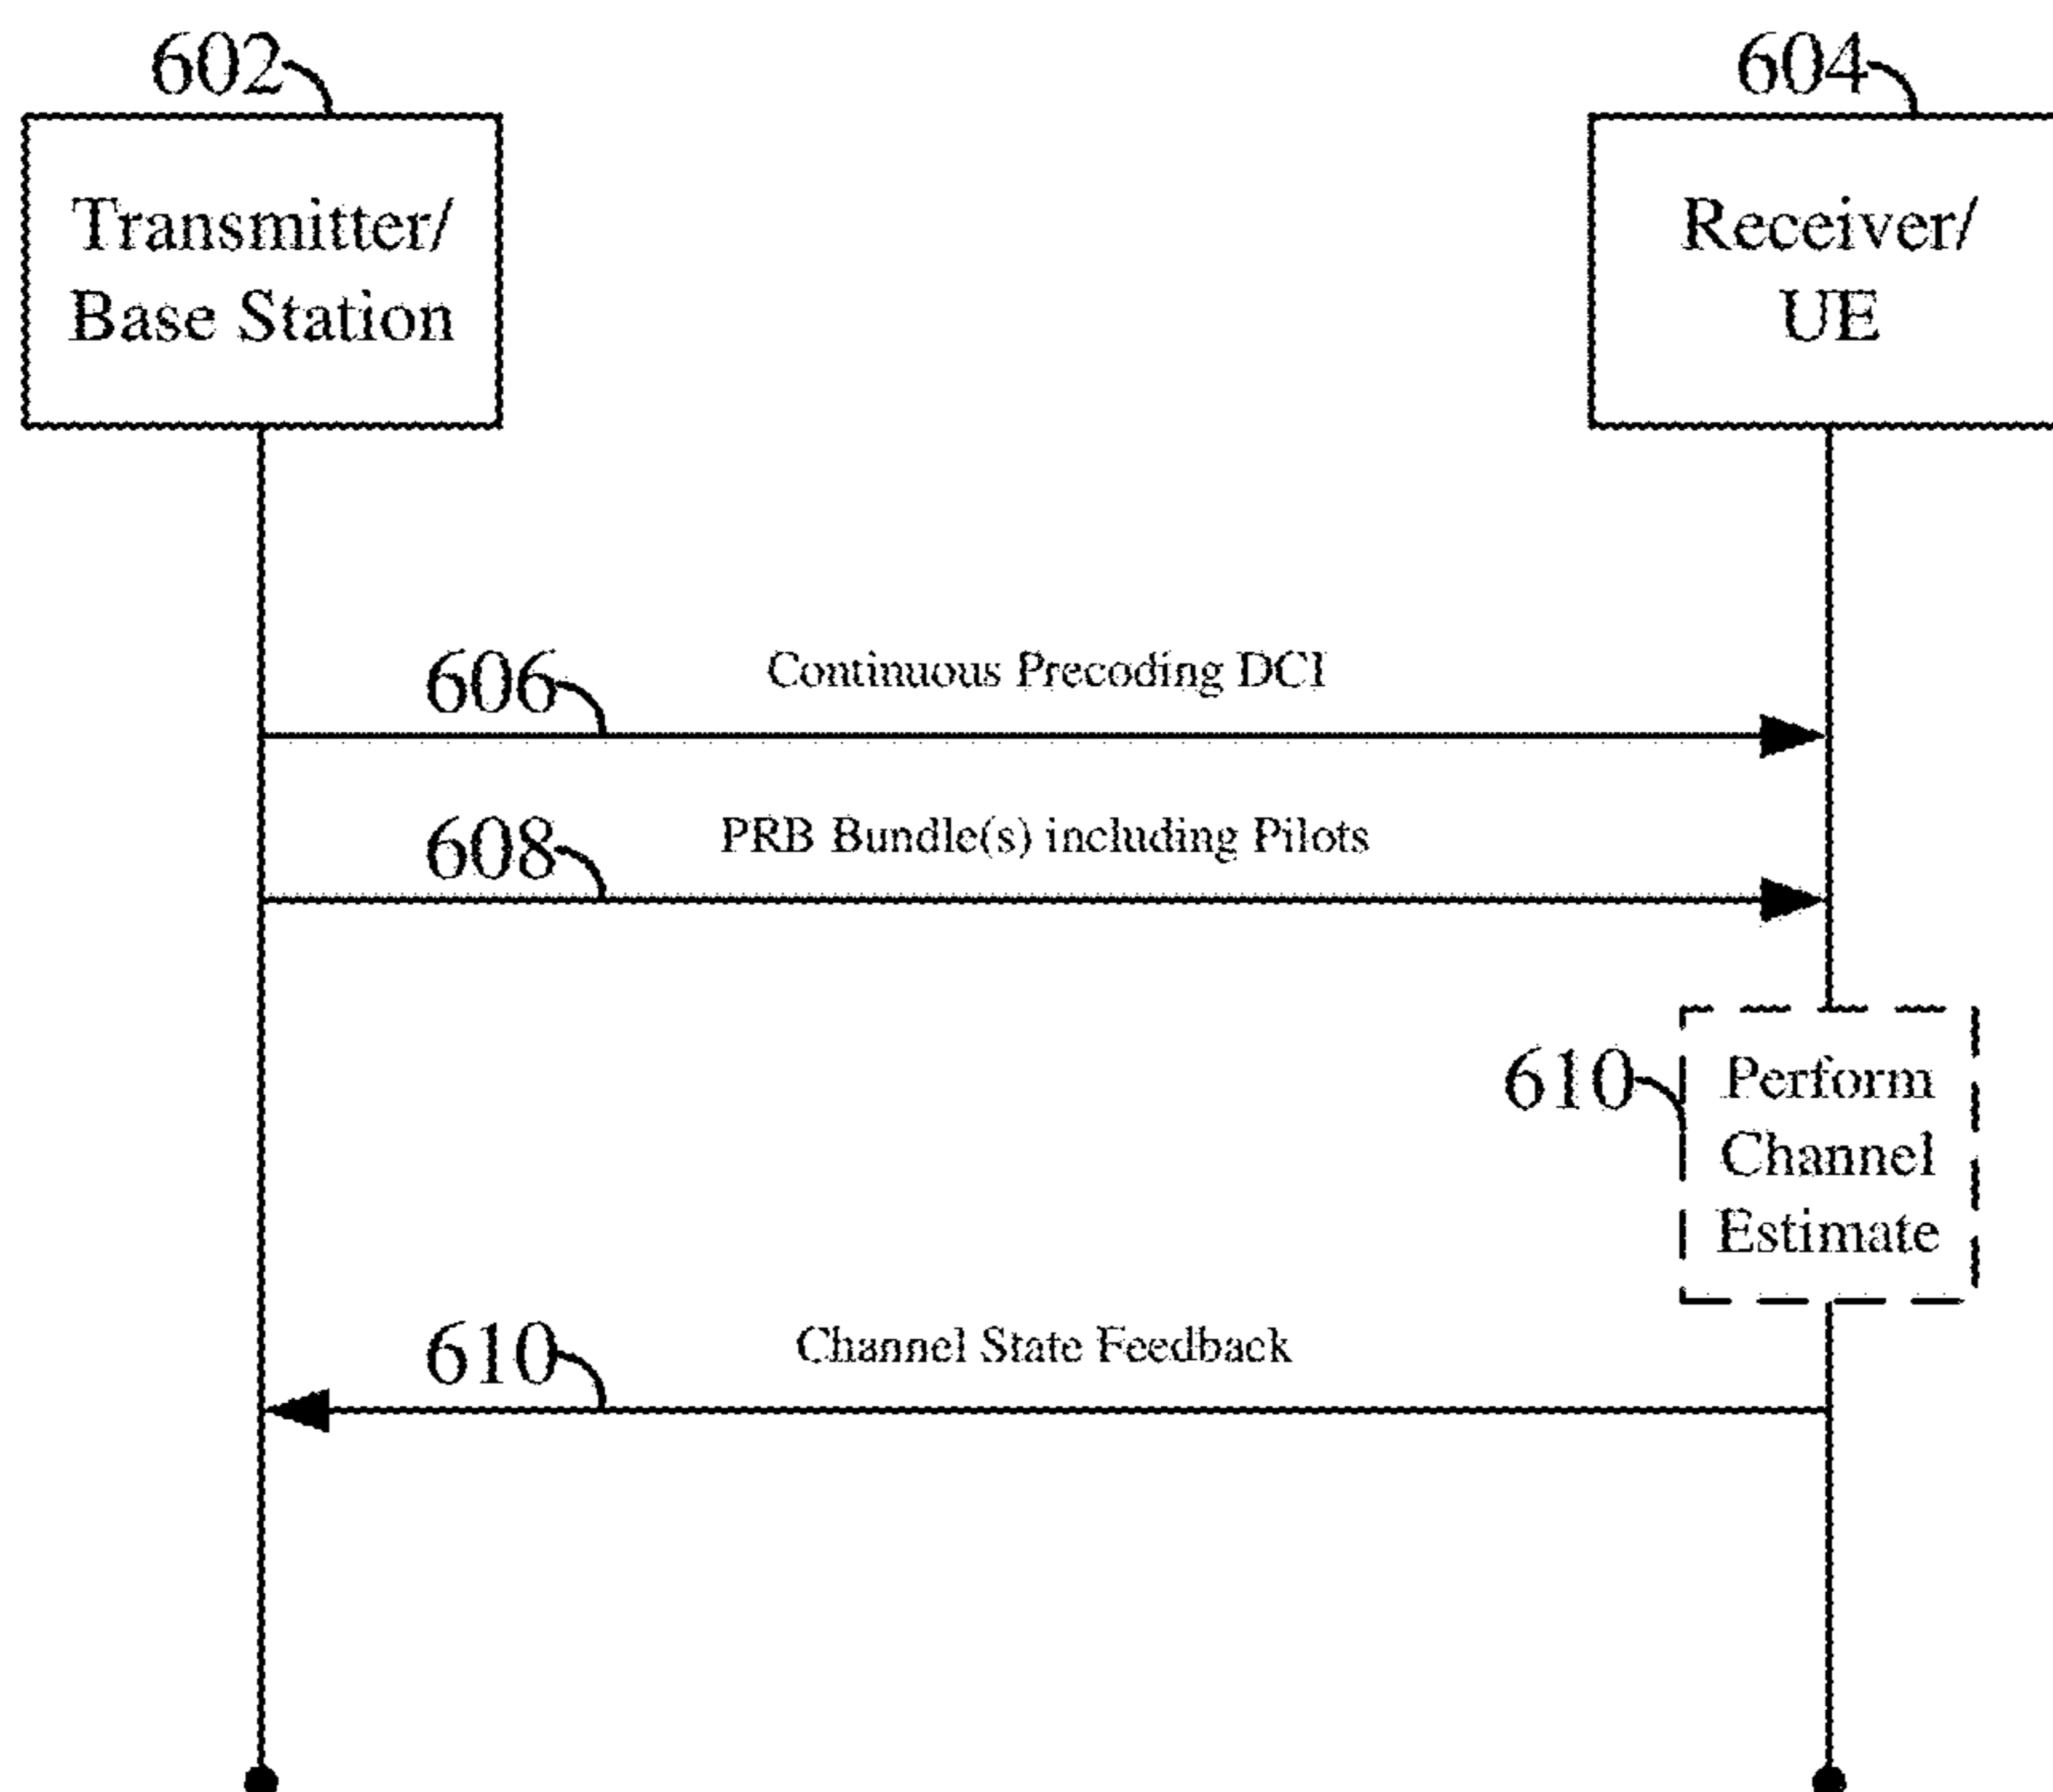 602
604
Transmitter/
Base Station
Receiver/
UE
606
Continuous Precoding DCI
608
PRB Bundle(s) including Pilots
610
Perform
Channel
Estimate
610
Channel State Feedback